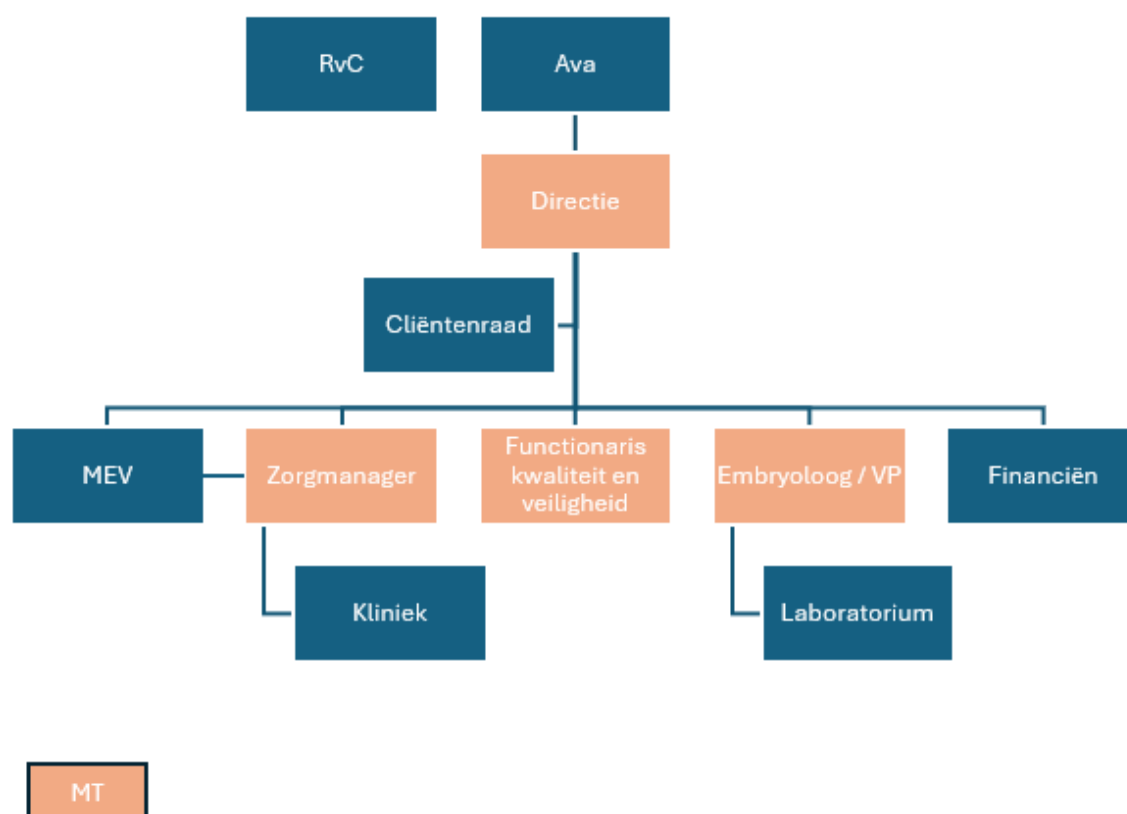 RvC
Ava
Directie
Cliëntenraad
MEV
Zorgmanager
Functionaris
kwaliteit en
veiligheid
Embryoloog / VP
Financiën
Kliniek
Laboratorium
MT